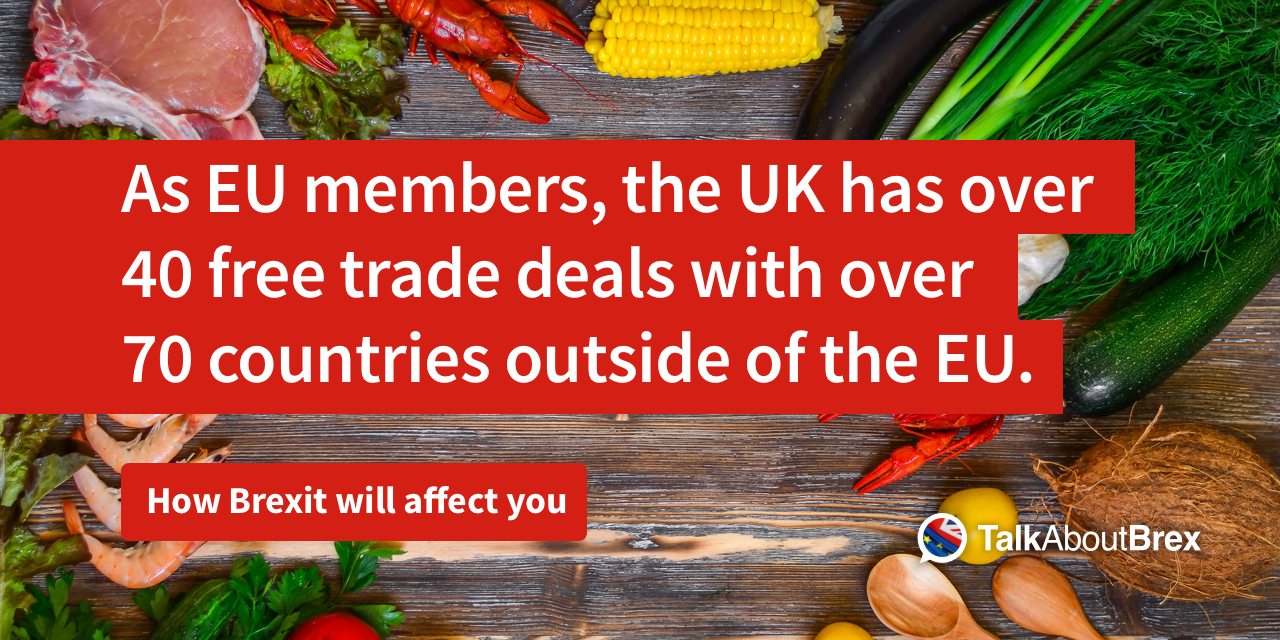 As EU members, the UK has over
40 free trade deals with over
70 countries outside of the EU.
How Brexit will affect you
TalkAboutBrex